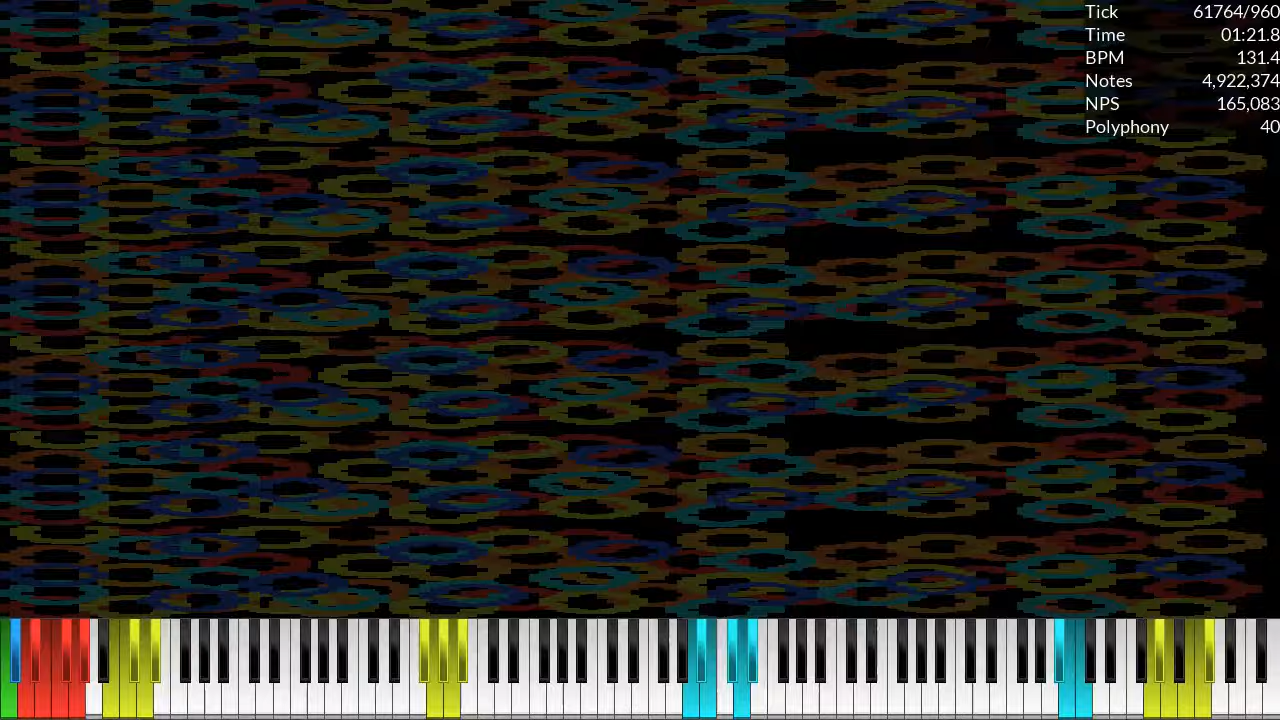 Tick 61764/960
Time 01:21.8
BPM 131.4
Notes 4,922,374
NPS 165,083
Polyphony 40